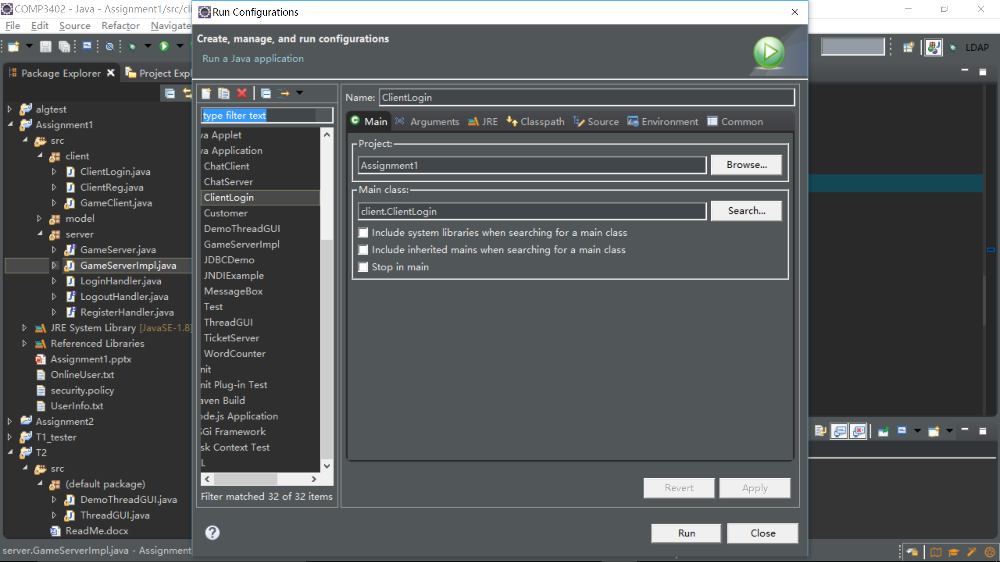 COMP3402 - Java - Assignment1/src/cli
File Edit Source Refactor Navigate
Package Explorer
Project Expl
algtest
Assignment1
src
client
ClientLogin.java
ClientReg.java
GameClient.java
model
server
GameServer.java
GameServerImpl.java
LoginHandler.java
LogoutHandler.java
RegisterHandler.java
JRE System Library [JavaSE-1.8]
Referenced Libraries
Assignment1.pptx
OnlineUser.txt
security.policy
UserInfo.txt
Assignment2
T1_tester
T2
src
(default package)
DemoThreadGUI.java
ThreadGUI.java
ReadMe.docx
server.GameServerImpl.java - Assignment
Run Configurations
Create, manage, and run configurations
Run a Java application
type filter text
va Applet
va Application
ChatClient
ChatServer
ClientLogin
Customer
DemoThreadGUI
GameServerImpl
JDBCDemo
JNDIExample
MessageBox
Test
ThreadGUI
TicketServer
WordCounter
nit
nit Plug-in Test
aven Build
ode.js Application
SGi Framework
sk Context Test
L
Filter matched 32 of 32 items
Name: ClientLogin
Main Arguments JRE Classpath Source Environment Common
Project:
Assignment1 Browse...
Main class:
client.ClientLogin Search...
Include system libraries when searching for a main class
Include inherited mains when searching for a main class
Stop in main
Revert Apply
Run Close
LDAP